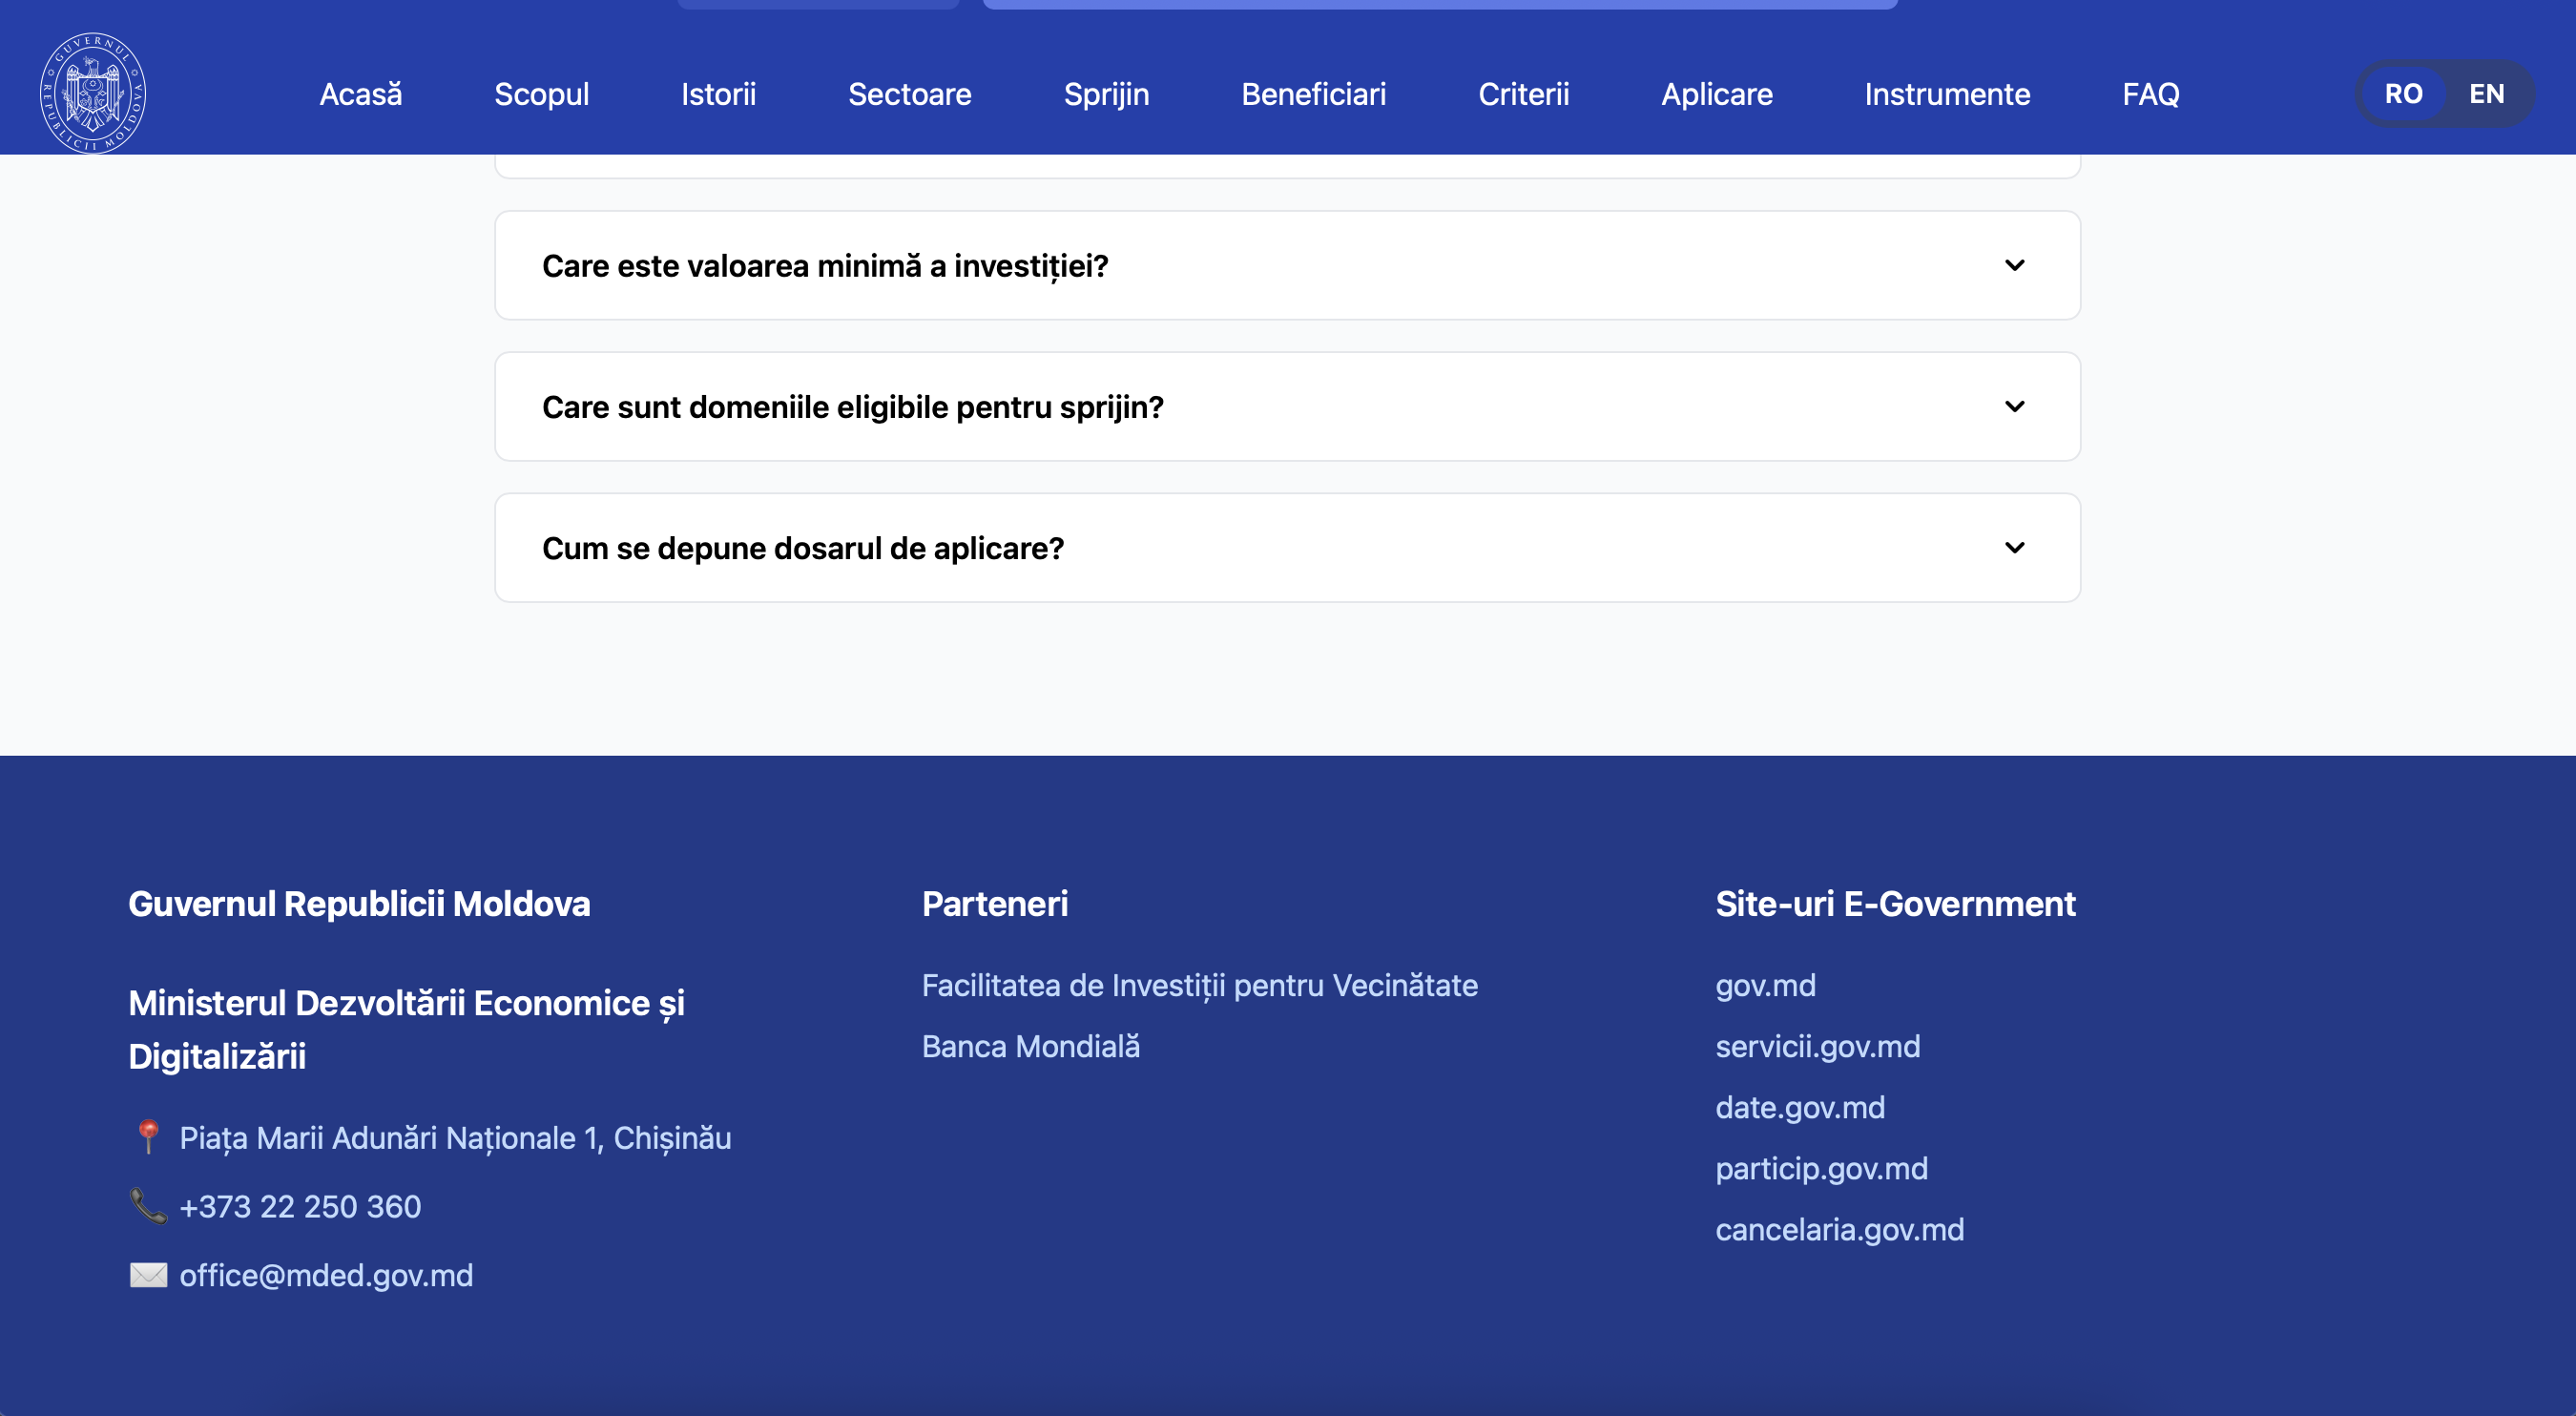 GUVERNUL REPUBLICII MOLDOVA
Acasă
Scopul
Istorii
Sectoare
Sprijin
Beneficiari
Criterii
Aplicare
Instrumente
FAQ
RO
EN
Care este valoarea minimă a investiției?
Care sunt domeniile eligibile pentru sprijin?
Cum se depune dosarul de aplicare?
Guvernul Republicii Moldova
Ministerul Dezvoltării Economice și
Digitalizării
Piața Marii Adunări Naționale 1, Chișinău
+373 22 250 360
office@mded.gov.md
Parteneri
Facilitatea de Investiții pentru Vecinătate
Banca Mondială
Site-uri E-Government
gov.md
servicii.gov.md
date.gov.md
particip.gov.md
cancelaria.gov.md